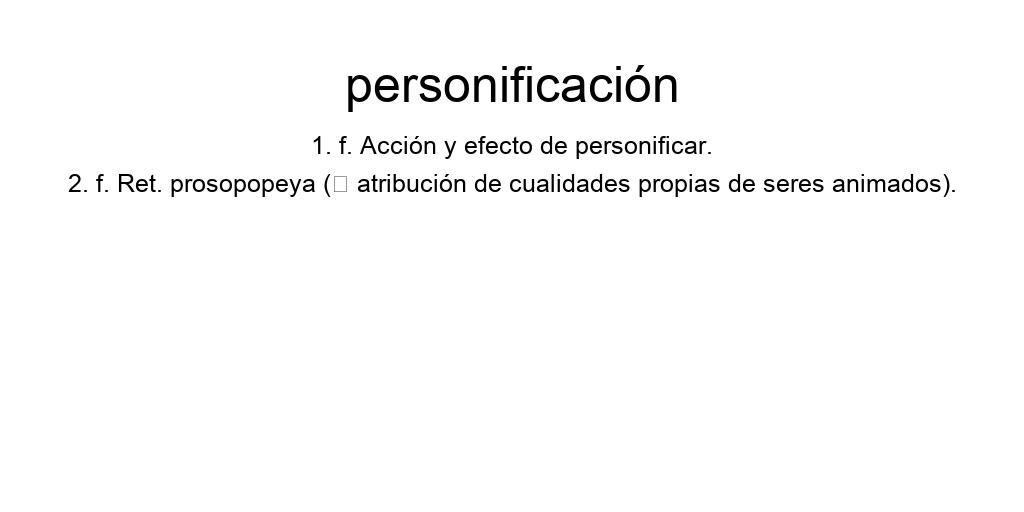 personificación
1. f. Acción y efecto de personificar.
2. f. Ret. prosopopeya (□ atribución de cualidades propias de seres animados).